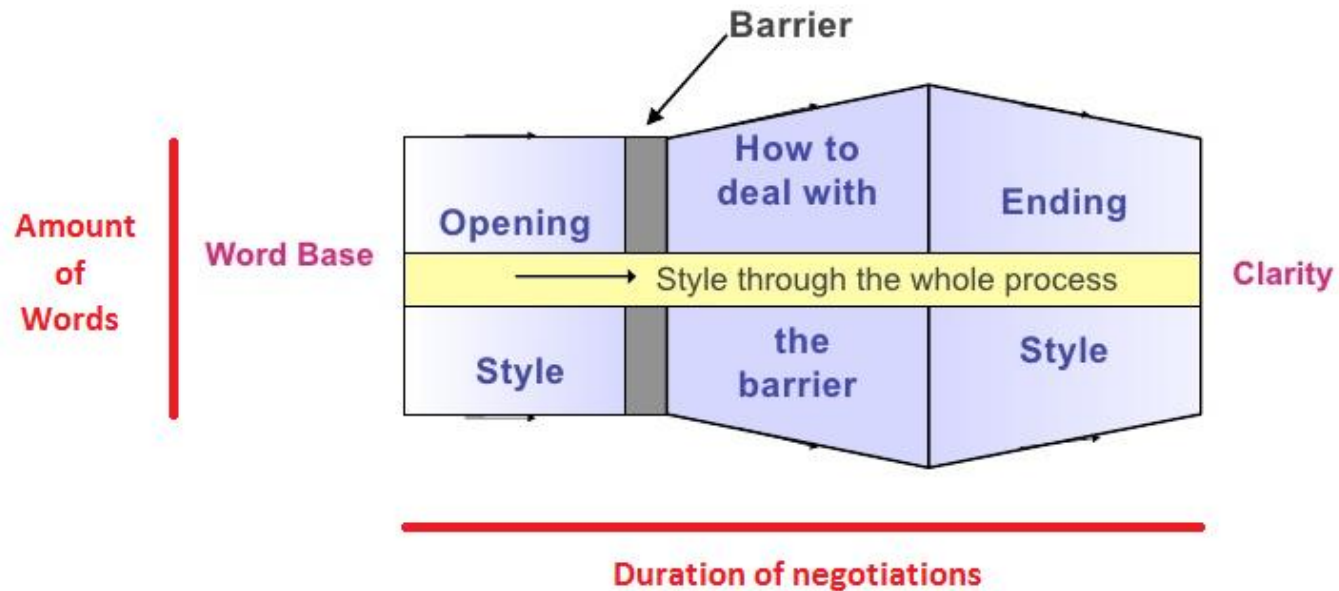 Barrier
Amount
of
Words
Word Base
Opening
Style
How to
deal with
the
barrier
Ending
Style
Style through the whole process
Clarity
Duration of negotiations